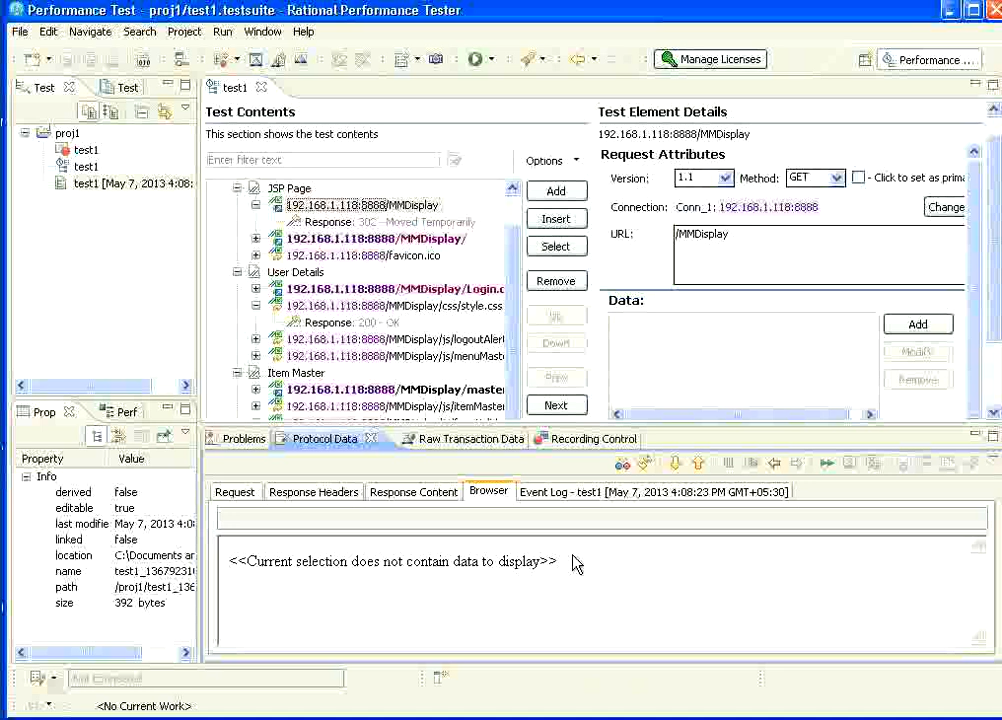 Performance Test - proj1/test1.testsuite - Rational Performance Tester
File Edit Navigate Search Project Run Window Help
Manage Licenses
Performance ...
Test
Test
test1
proj1
test1
test1
test1 [May 7, 2013 4:08:
Test Contents
This section shows the test contents
Enter filter text
Options
JSP Page
192.168.1.118:8888/MMDisplay
Response: 302 - Moved Temporarily
192.168.1.118:8888/MMDisplay/
192.168.1.118:8888/favicon.ico
User Details
192.168.1.118:8888/MMDisplay/Login.c
192.168.1.118:8888/MMDisplay/css/style.css
Response: 200 - OK
192.168.1.118:8888/MMDisplay/js/logoutAler
192.168.1.118:8888/MMDisplay/js/menuMast
Item Master
192.168.1.118:8888/MMDisplay/master
192.168.1.118:8888/MMDisplay/js/itemMaster
Add
Insert
Select
Remove
Up
Down
Next
Test Element Details
192.168.1.118:8888/MMDisplay
Request Attributes
Version: 1.1 Method: GET - Click to set as prima
Connection: Conn_1; 192.168.1.118:8888 Change
URL: /MMDisplay
Data:
Add
Modify
Remove
Prop
Perf
Property Value
Info
derived false
editable true
last modifie May 7, 2013 4:0
linked false
location C:\Documents ar
name test1_13679231
path /proj1/test1_136
size 392 bytes
Problems Protocol Data Raw Transaction Data Recording Control
Request Response Headers Response Content Browser Event Log - test1 [May 7, 2013 4:08:23 PM GMT+05:30]
<<Current selection does not contain data to display>>
<No Current Work>